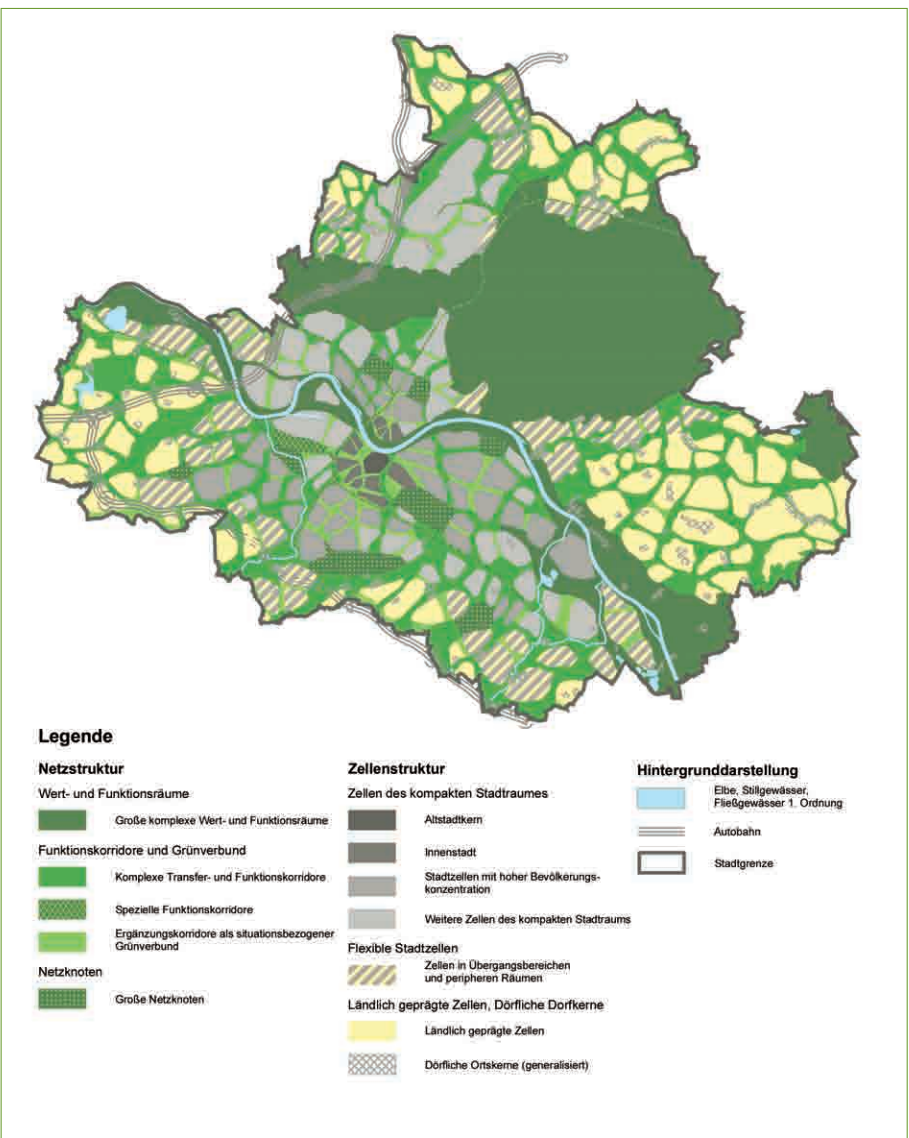 Legende
Netzstruktur
Wert- und Funktionsräume
Große komplexe Wert- und Funktionsräume
Funktionskorridore und Grünverbund
Komplexe Transfer- und Funktionskorridore
Spezielle Funktionskorridore
Ergänzungskorridore als situationsbezogener
Grünverbund
Netzknoten
Große Netzknoten
Zellenstruktur
Zellen des kompakten Stadtraumes
Altstadtkern
Innenstadt
Stadtzellen mit hoher Bevölkerungs-
konzentration
Weitere Zellen des kompakten Stadtraums
Flexible Stadtzellen
Zellen in Übergangsbereichen
und peripheren Räumen
Ländlich geprägte Zellen, Dörfliche Dorfkerne
Ländlich geprägte Zellen
Dörfliche Ortskerne (generalisiert)
Hintergrunddarstellung
Elbe, Stillgewässer,
Fließgewässer 1. Ordnung
Autobahn
Stadtgrenze